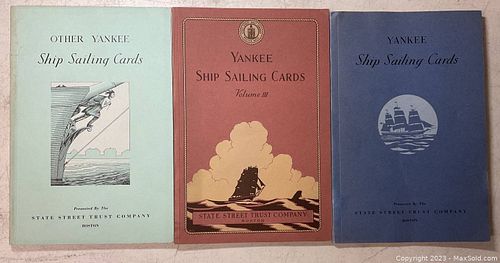 OTHER YANKEE
Ship Sailing Cards
Presented By The
STATE STREET TRUST COMPANY
BOSTON
YANKEE
SHIP SAILING CARDS
Volume III
STATE STREET TRUST COMPANY
BOSTON
YANKEE
Ship Sailing Cards
Presented By The
STATE STREET TRUST COMPANY
BOSTON
Copyright 2023 - MaxSold.com